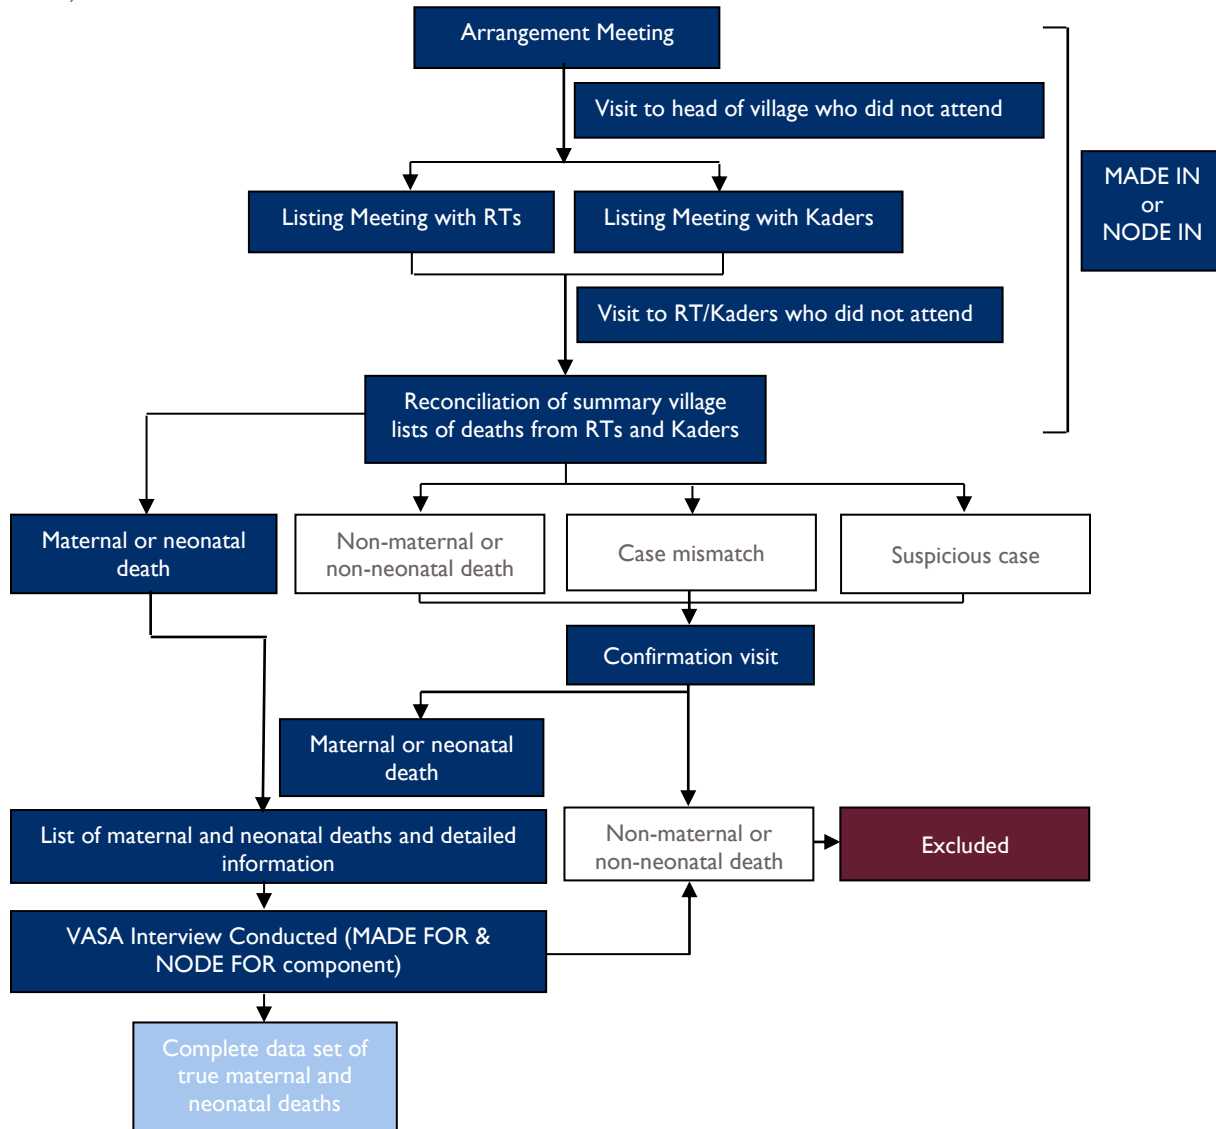 Arrangement Meeting
Visit to head of village who did not attend
MADE IN
or
NODE IN
Listing Meeting with RTs
Listing Meeting with Kaders
Visit to RT/Kaders who did not attend
Reconciliation of summary village
lists of deaths from RTs and Kaders
Maternal or neonatal
death
Non-maternal or
non-neonatal death
Case mismatch
Suspicious case
Confirmation visit
Maternal or neonatal
death
List of maternal and neonatal deaths and detailed
information
Non-maternal or
non-neonatal death
Excluded
VASA Interview Conducted (MADE FOR &
NODE FOR component)
Complete data set of
true maternal and
neonatal deaths